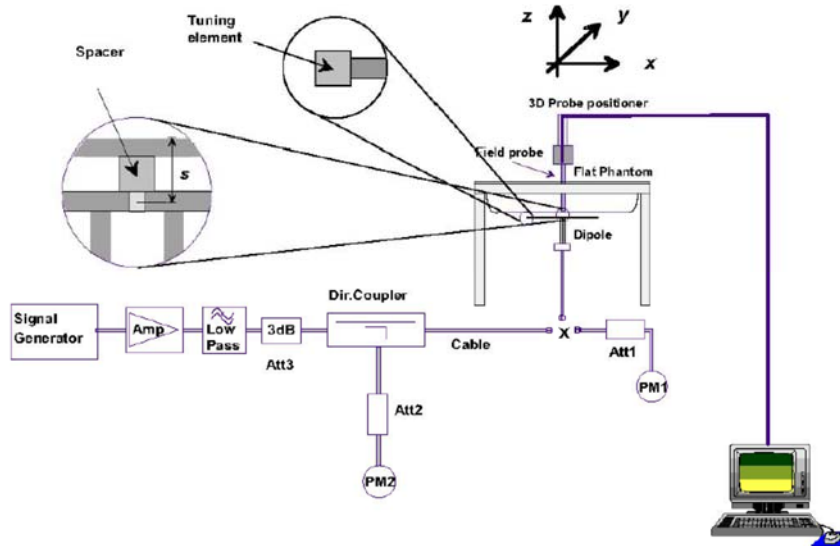 z
y
x
Tuning
element
Spacer
3D Probe positioner
Field probe
Flat Phantom
s
Dipole
Dir.Coupler
Signal
Generator
Amp
Low
Pass
3dB
Att3
Cable
X
Att1
PM1
Att2
PM2